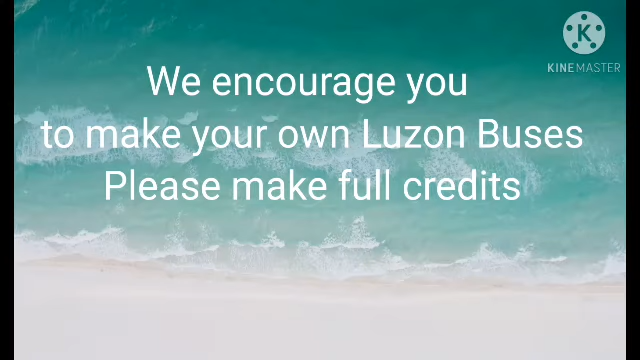 We encourage you
to make your own Luzon Buses
Please make full credits
K
KINEMASTER